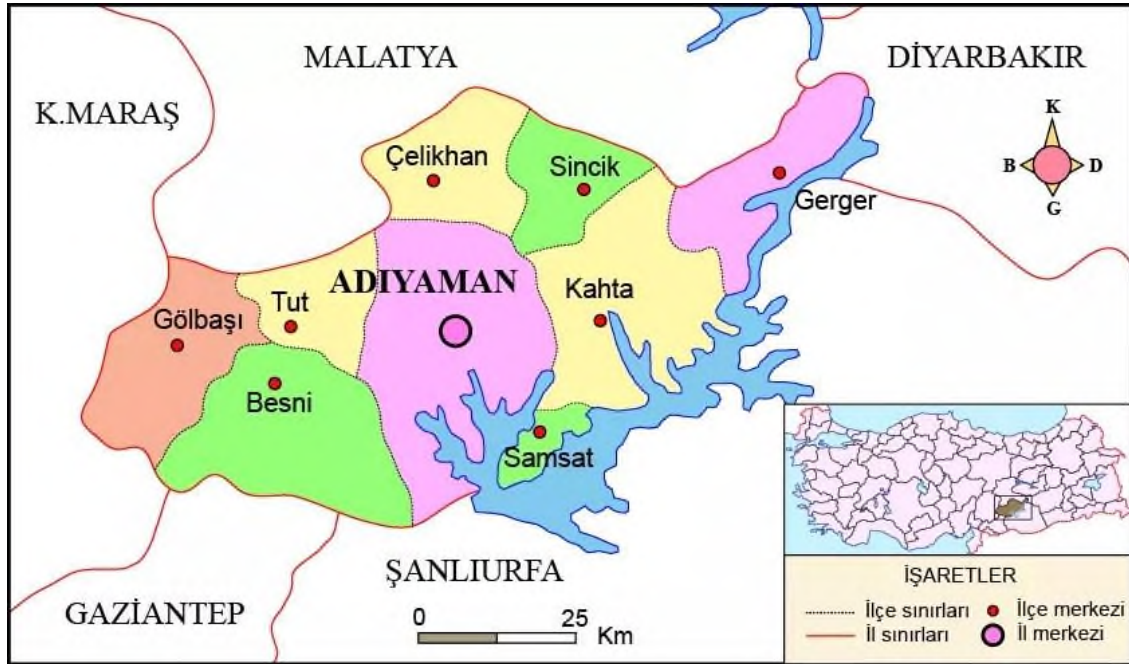 MALATYA
DİYARBAKIR
K.MARAŞ
K
B
D
G
Çelikhan
Sincik
Gerger
ADIYAMAN
Tut
Kahta
Gölbaşı
Besni
Samsat
ŞANLIURFA
GAZİANTEP
0 25
Km
İŞARETLER
İlçe sınırları
İlçe merkezi
İl sınırları
İl merkezi